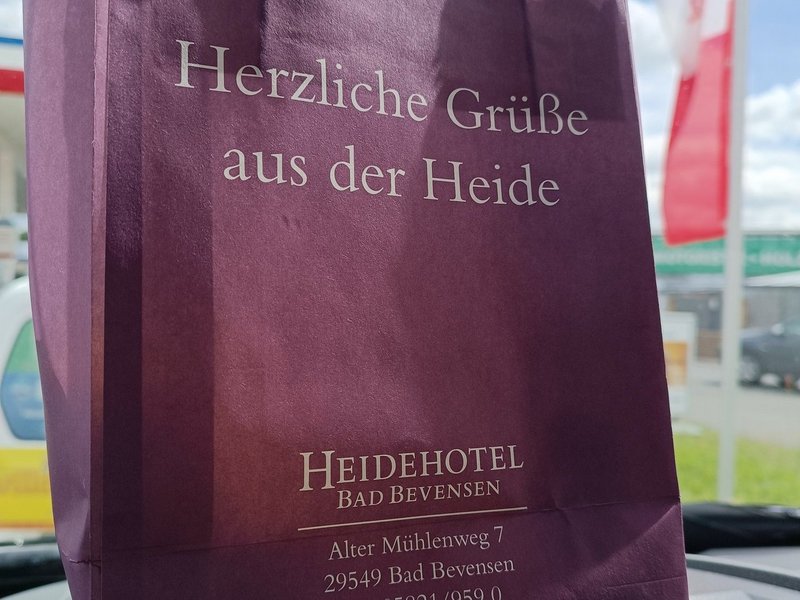 Herzliche Grüße
aus der Heide
HEIDEHOTEL
BAD BEVENSEN
Alter Mühlenweg 7
29549 Bad Bevensen